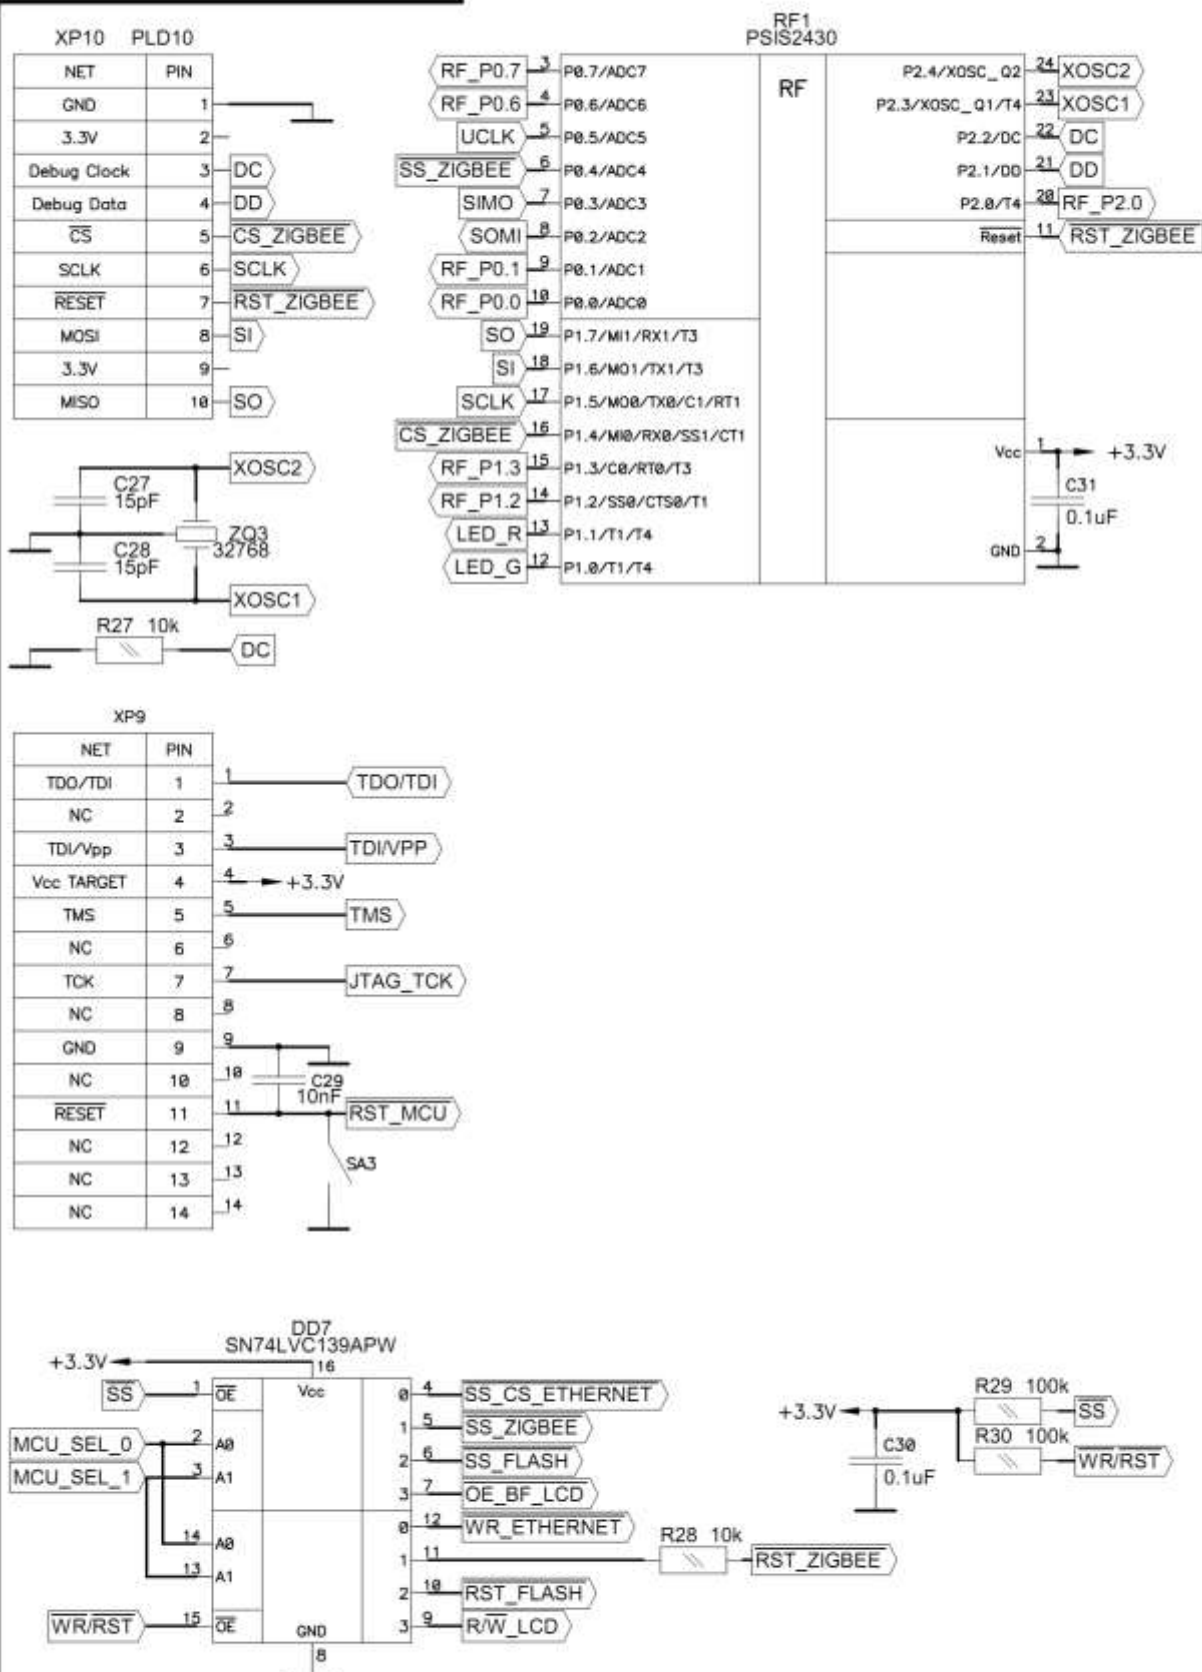 XP10 PLD10
NET PIN
GND 1
3.3V 2
Debug Clock 3 DC
Debug Data 4 DD
CS 5 CS_ZIGBEE
SCLK 6 SCLK
RESET 7 RST_ZIGBEE
MOSI 8 SI
3.3V 9
MISO 10 SO
XOSC2
C27
15pF
ZQ3
32768
C28
15pF
XOSC1
R27 10k
DC
RF1
PSIS2430
RF
RF_P0.7 3 P0.7/ADC7
RF_P0.6 4 P0.6/ADC6
UCLK 5 P0.5/ADC5
SS_ZIGBEE 6 P0.4/ADC4
SIMO 7 P0.3/ADC3
SOMI 8 P0.2/ADC2
RF_P0.1 9 P0.1/ADC1
RF_P0.0 10 P0.0/ADC0
SO 19 P1.7/MI1/RX1/T3
SI 18 P1.6/MO1/TX1/T3
SCLK 17 P1.5/MO0/TX0/C1/RT1
CS_ZIGBEE 16 P1.4/MI0/RX0/SS1/CT1
RF_P1.3 15 P1.3/C0/RT0/T3
RF_P1.2 14 P1.2/SS0/CTS0/T1
LED_R 13 P1.1/T1/T4
LED_G 12 P1.0/T1/T4
P2.4/XOSC_Q2 24 XOSC2
P2.3/XOSC_Q1/T4 23 XOSC1
P2.2/DC 22 DC
P2.1/DD 21 DD
P2.0/T4 20 RF_P2.0
Reset 11 RST_ZIGBEE
Vcc 1 +3.3V
C31
0.1uF
GND 2
XP9
NET PIN
TDO/TDI 1 1 TDO/TDI
NC 2 2
TDI/Vpp 3 3 TDI/VPP
Vcc TARGET 4 4 +3.3V
TMS 5 5 TMS
NC 6 6
TCK 7 7 JTAG_TCK
NC 8 8
GND 9 9
NC 10 10
C29
10nF
RESET 11 11 RST_MCU
NC 12 12
NC 13 13
NC 14 14
SA3
DD7
SN74LVC139APW
+3.3V 16
SS 1 OE Vcc 0 4 SS_CS_ETHERNET
1 5 SS_ZIGBEE
MCU_SEL_0 2 A0 2 6 SS_FLASH
MCU_SEL_1 3 A1 3 7 OE_BF_LCD
0 12 WR_ETHERNET
14 A0 1 11 R28 10k RST_ZIGBEE
13 A1 2 10 RST_FLASH
WR/RST 15 OE GND 3 9 R/W_LCD
8
+3.3V
C30
0.1uF
R29 100k SS
R30 100k WR/RST